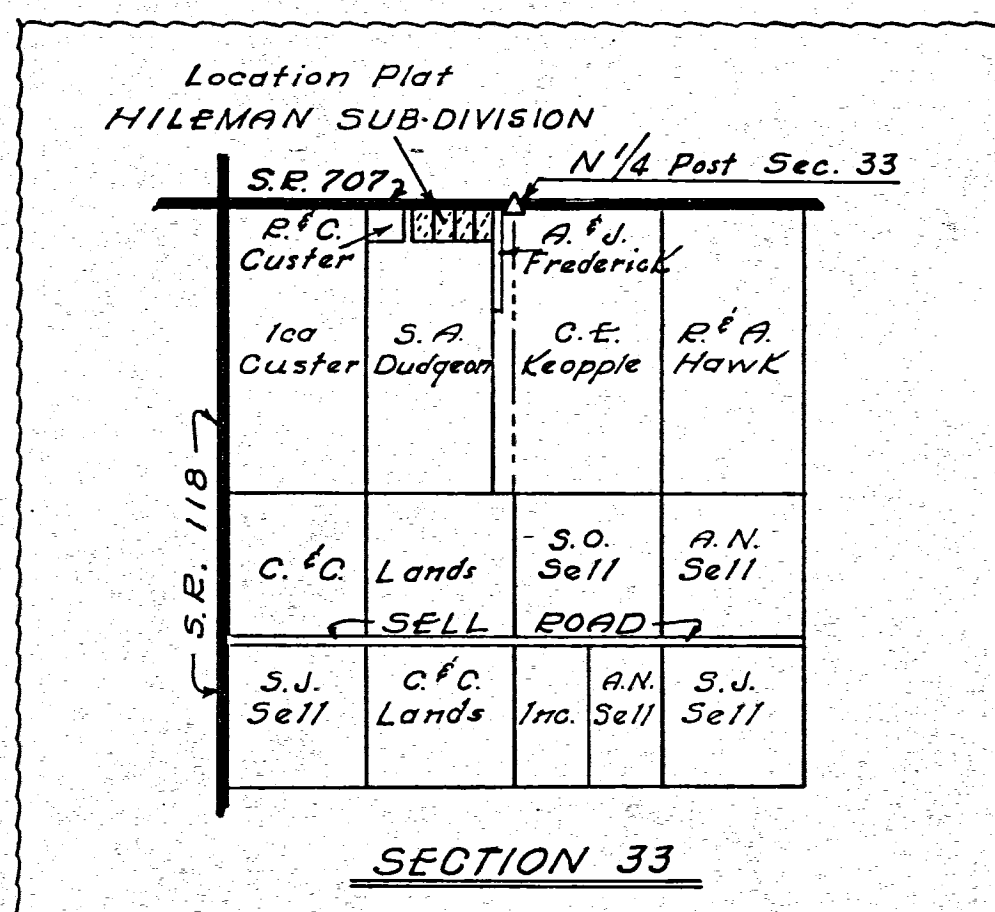 Location Plat
HILEMAN SUB-DIVISION
N 1/4 Post Sec. 33
S.R. 707
R. & C.
Custer
A. & J.
Frederick
Ica
Custer
S. A.
Dudgeon
C. E.
Keopple
R. & A.
Hawk
S.R. 118
C. & C. Lands
S. O.
Sell
A. N.
Sell
SELL ROAD
S. J.
Sell
C. & C.
Lands
Inc.
A.N.
Sell
S. J.
Sell
SECTION 33